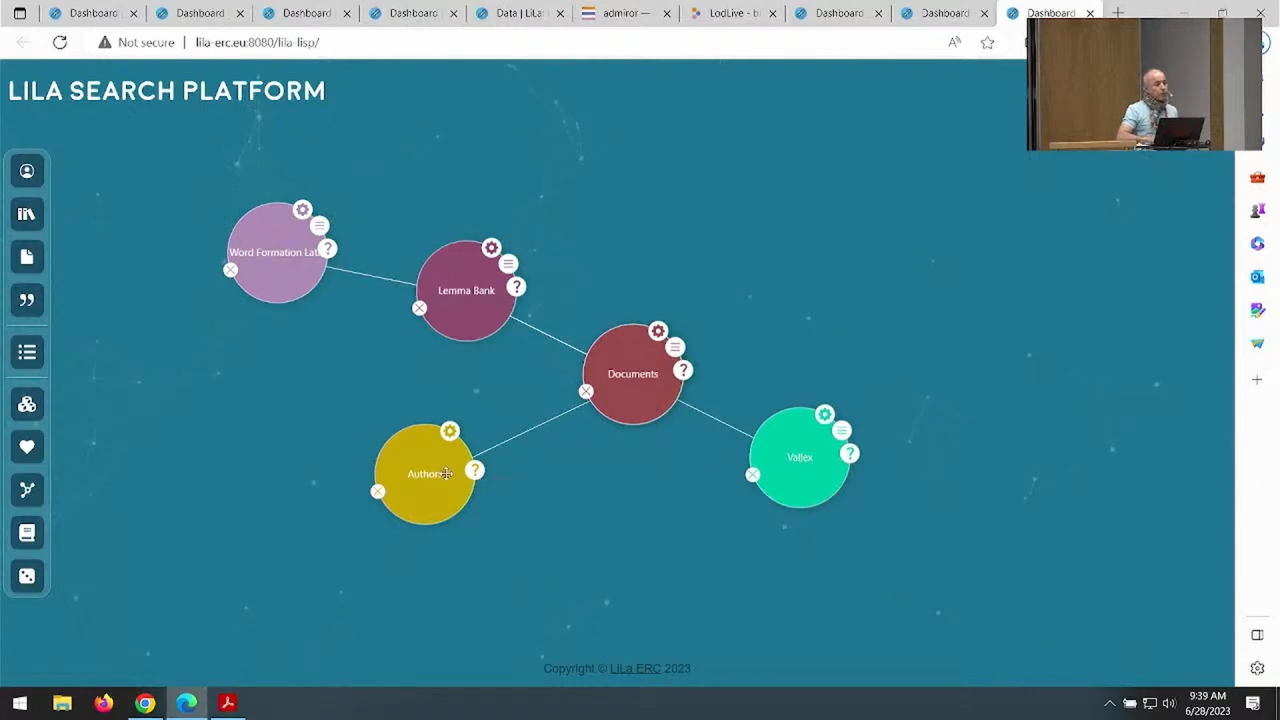 Dashboard
Dashboard
Dashboard
Dashboard
Data | LiLa:
admiror —
LodLive - b
Dashboard
Dashboard
Dashboard
Not secure
lila-erc.eu:8080/lila-lisp/
LILA SEARCH PLATFORM
Word Formation Lat
Lemma Bank
Documents
Author
Vallex
Copyright © LiLa ERC 2023
9:39 AM
6/28/2023